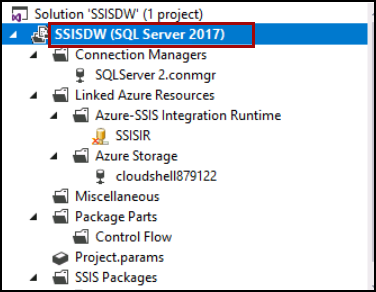 Solution 'SSISDW' (1 project)
SSISDW (SQL Server 2017)
Connection Managers
SQLServer 2.conmgr
Linked Azure Resources
Azure-SSIS Integration Runtime
SSISIR
Azure Storage
cloudshell879122
Miscellaneous
Package Parts
Control Flow
Project.params
SSIS Packages